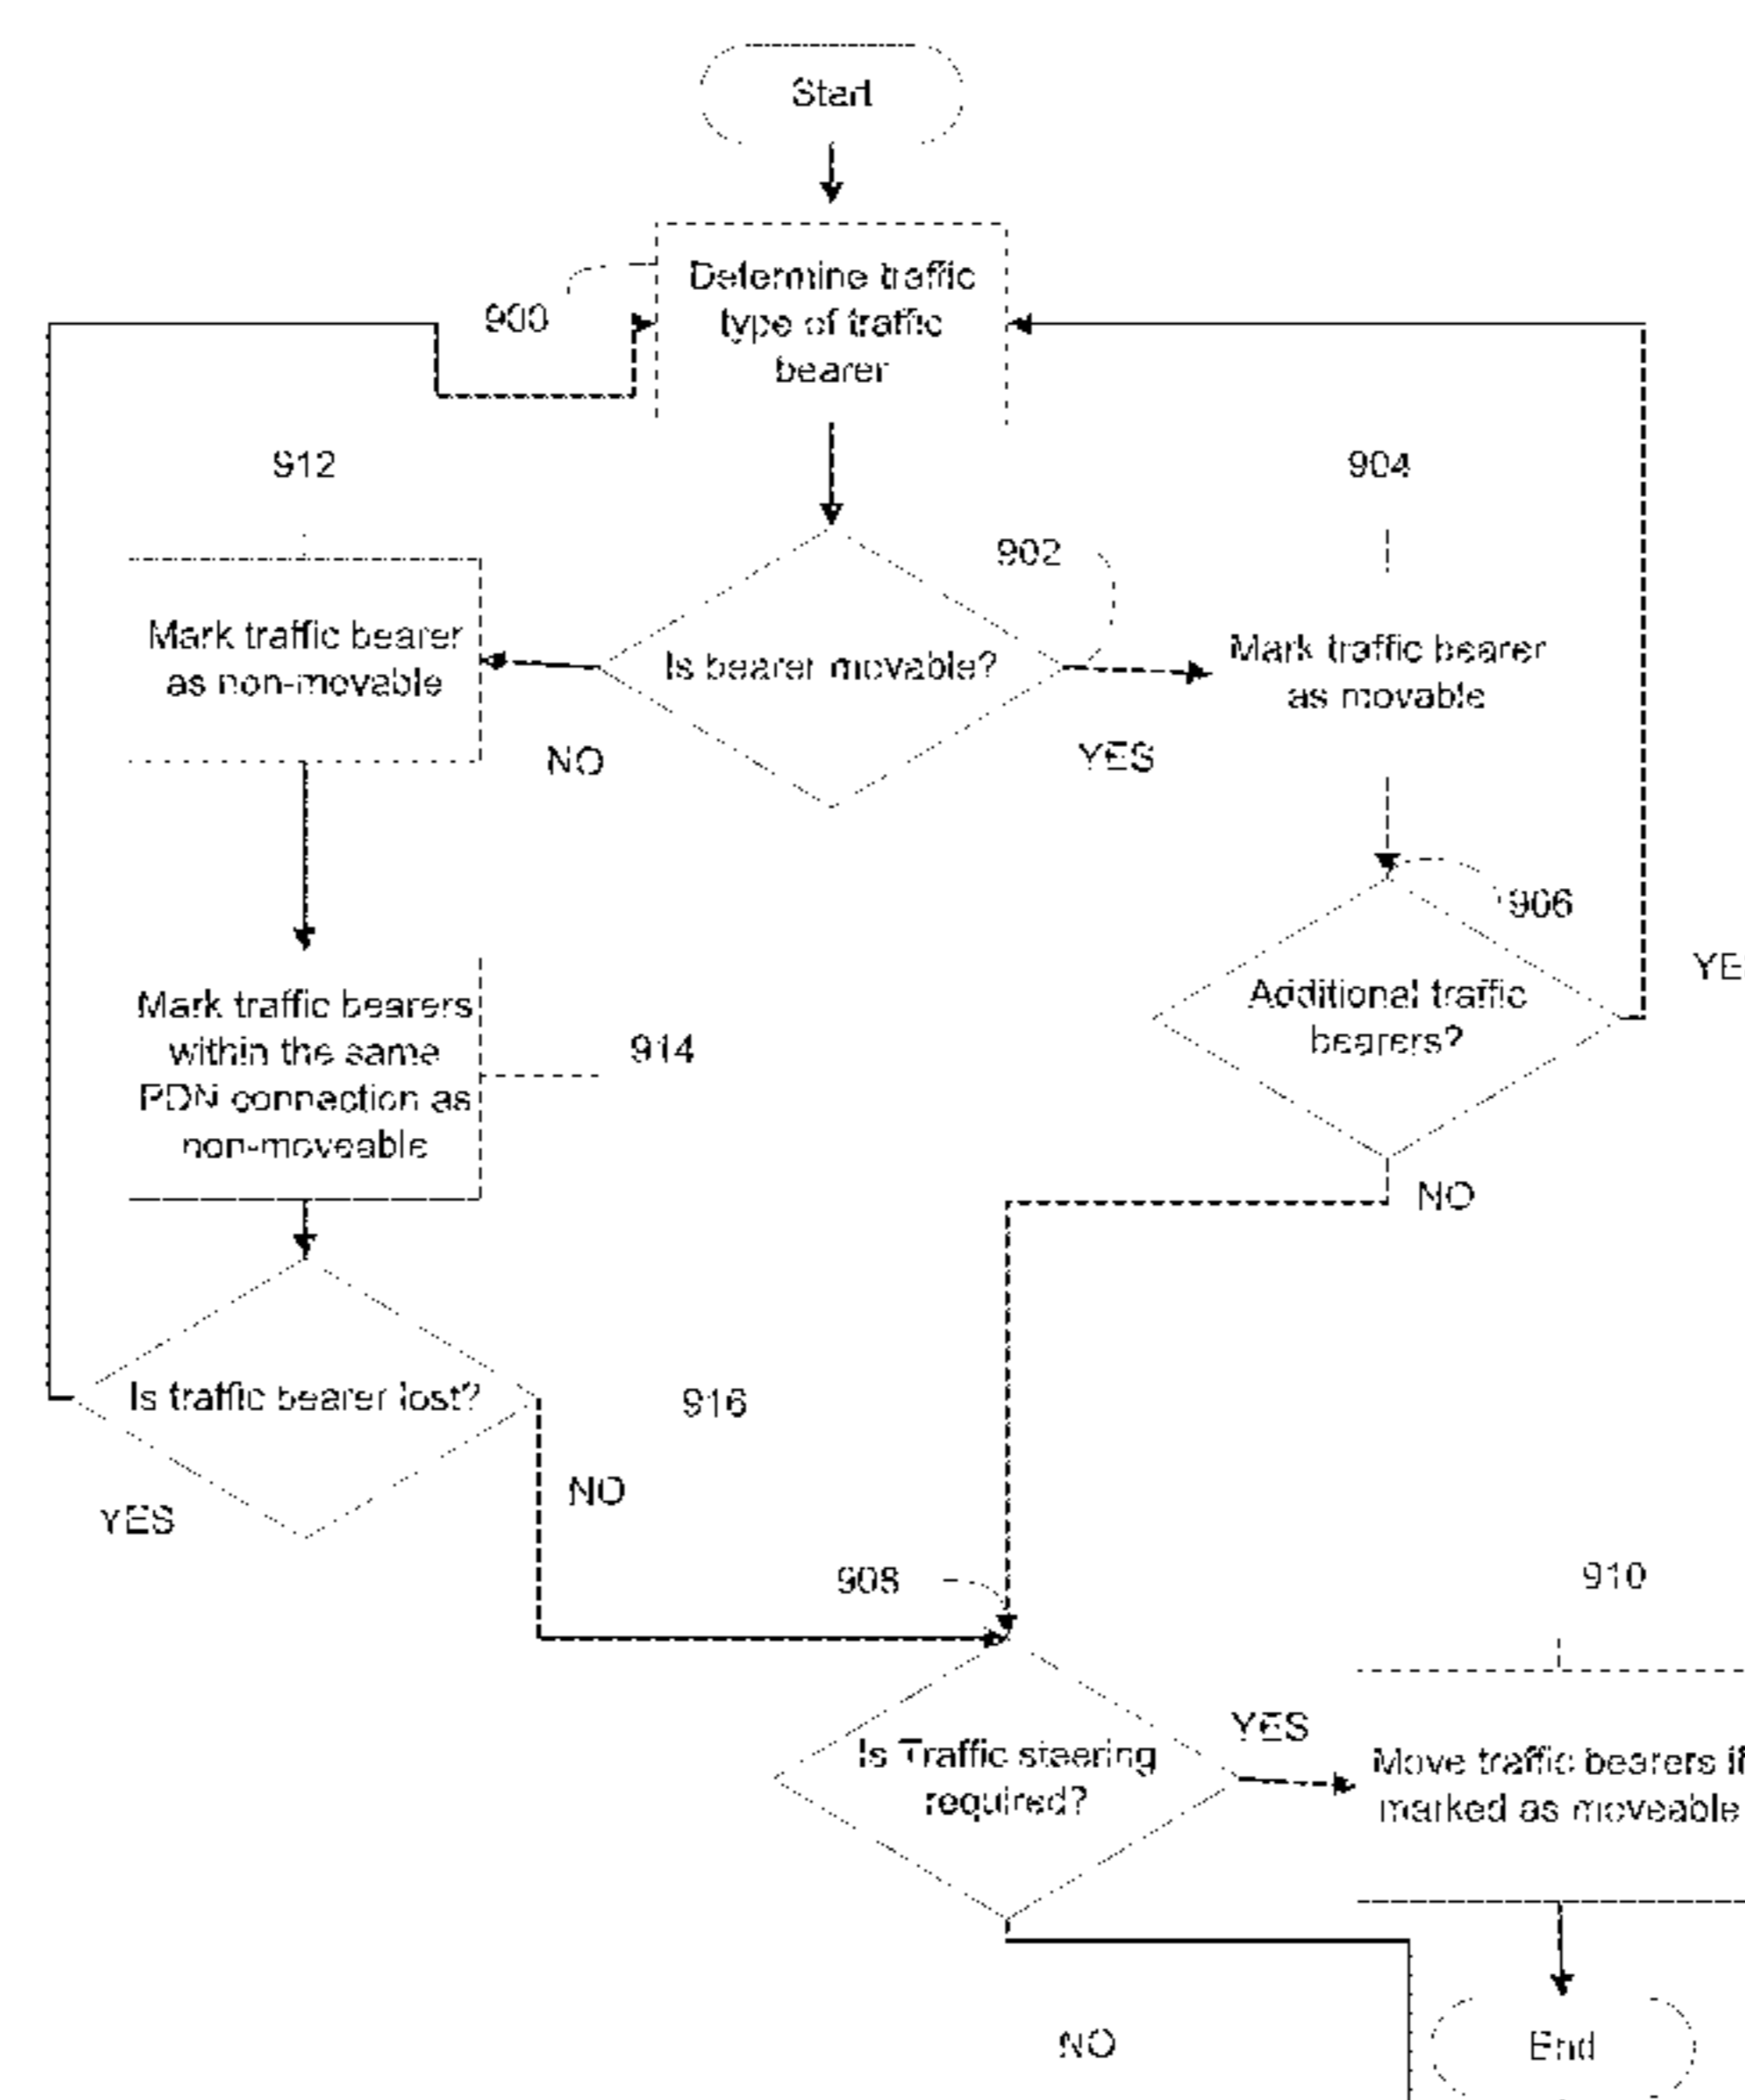 Start
Determine traffic
type of traffic
bearer
900
912
904
902
Mark traffic bearer
as non-movable
Is bearer movable?
Mark traffic bearer
as movable
NO
YES
906
YE
Additional traffic
bearers?
Mark traffic bearers
within the same
PDN connection as
non-moveable
914
NO
Is traffic bearer lost?
916
NO
YES
908
910
YES
Is Traffic steering
required?
Move traffic bearers if
marked as moveable
NO
End